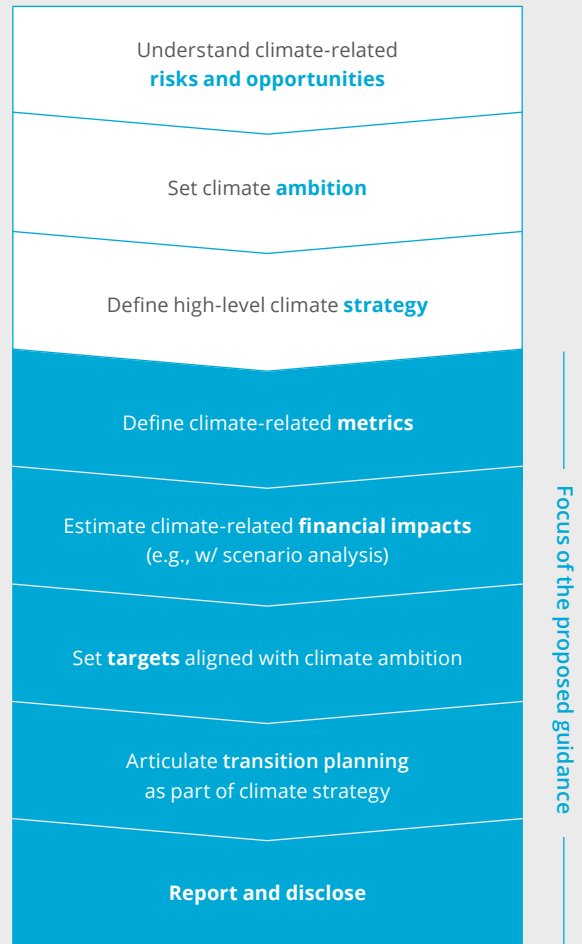 Understand climate-related
risks and opportunities
Set climate ambition
Define high-level climate strategy
Define climate-related metrics
Estimate climate-related financial impacts
(e.g., w/ scenario analysis)
Set targets aligned with climate ambition
Articulate transition planning
as part of climate strategy
Report and disclose
Focus of the proposed guidance